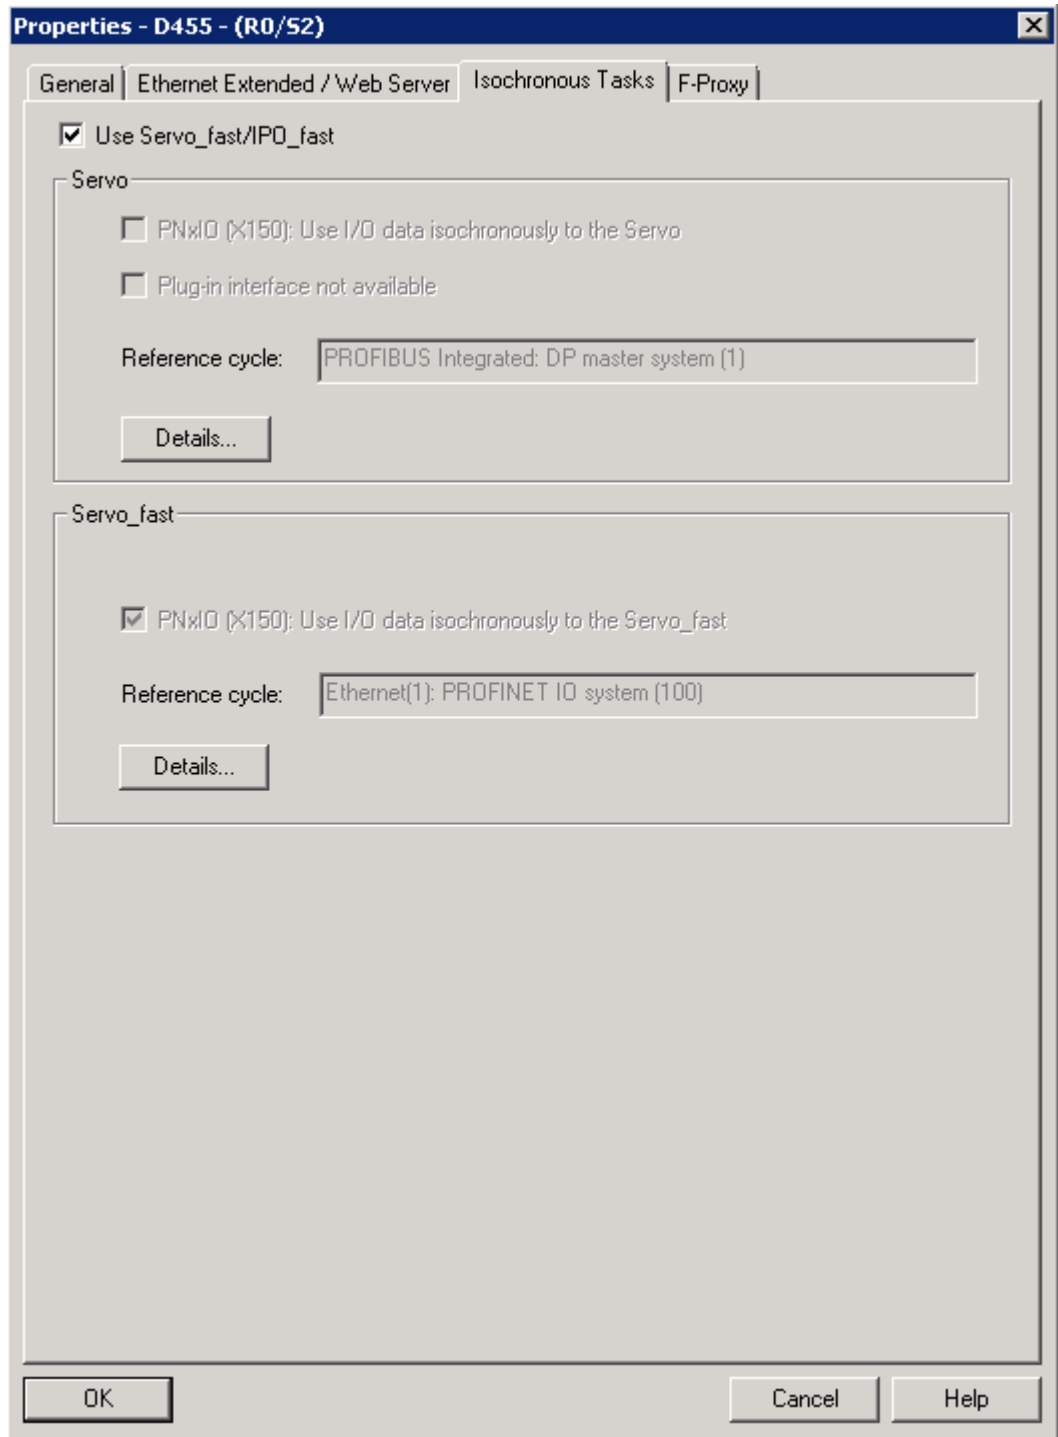 Properties - D455 - (R0/S2)
General
Ethernet Extended / Web Server
Isochronous Tasks
F-Proxy
Use Servo_fast/IPO_fast
Servo
PNxIO (X150): Use I/O data isochronously to the Servo
Plug-in interface not available
Reference cycle: PROFIBUS Integrated: DP master system (1)
Details...
Servo_fast
PNxIO (X150): Use I/O data isochronously to the Servo_fast
Reference cycle: Ethernet(1): PROFINET IO system (100)
Details...
OK
Cancel
Help